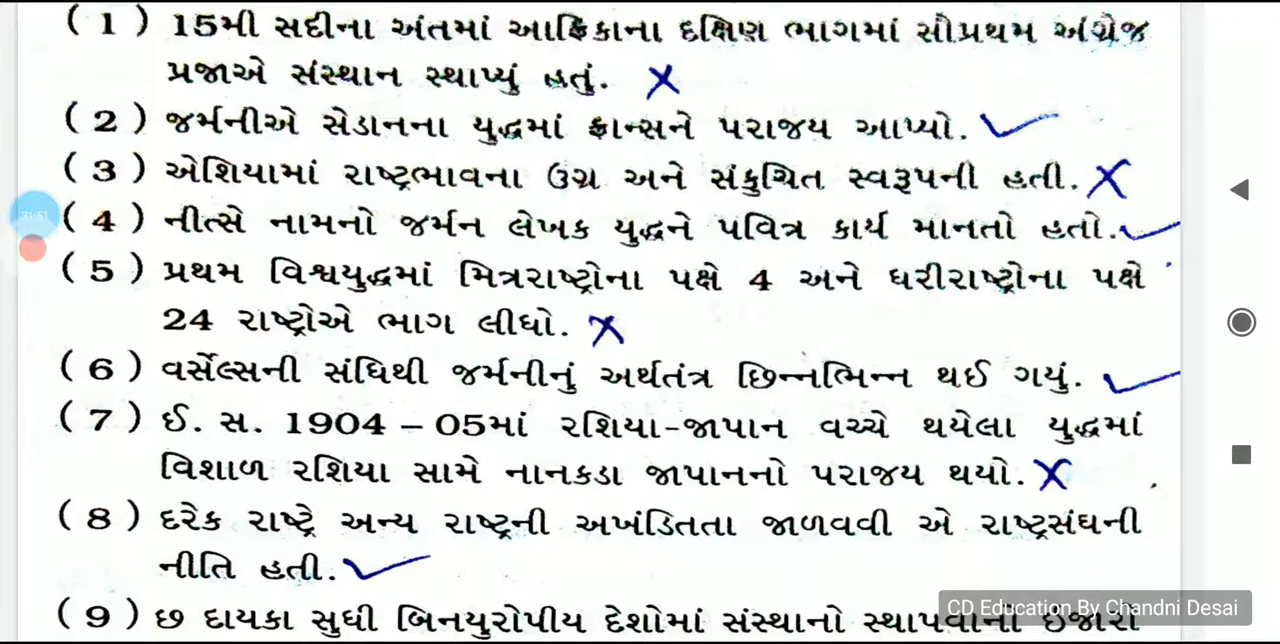 ( 1 ) 15મી સદીના અંતમાં આફ્રિકાના દક્ષિણ ભાગમાં સૌપ્રથમ અંગ્રેજ
પ્રજાએ સંસ્થાન સ્થાપ્યું હતું. ✗
( 2 ) જર્મનીએ સેડાનના યુદ્ધમાં ફ્રાન્સને પરાજય આપ્યો. ✓
( 3 ) એશિયામાં રાષ્ટ્રભાવના ઉગ્ર અને સંકુચિત સ્વરૂપની હતી. ✗
31:51
( 4 ) નીત્સે નામનો જર્મન લેખક યુદ્ધને પવિત્ર કાર્ય માનતો હતો. ✓
( 5 ) પ્રથમ વિશ્વયુદ્ધમાં મિત્રરાષ્ટ્રોના પક્ષે 4 અને ધરીરાષ્ટ્રોના પક્ષે
24 રાષ્ટ્રોએ ભાગ લીધો. ✗
( 6 ) વર્સેલ્સની સંધિથી જર્મનીનું અર્થતંત્ર છિન્નભિન્ન થઈ ગયું. ✓
( 7 ) ઈ. સ. 1904 – 05માં રશિયા-જાપાન વચ્ચે થયેલા યુદ્ધમાં
વિશાળ રશિયા સામે નાનકડા જાપાનનો પરાજય થયો. ✗
( 8 ) દરેક રાષ્ટ્રે અન્ય રાષ્ટ્રની અખંડિતતા જાળવવી એ રાષ્ટ્રસંઘની
નીતિ હતી. ✓
( 9 ) છ દાયકા સુધી બિનયુરોપીય દેશોમાં સંસ્થાનો સ્થાપવાનો ઈજારો
CD Education By Chandni Desai